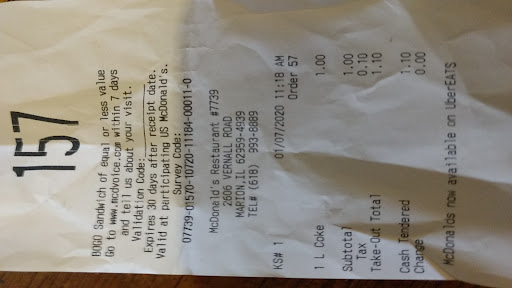 157
BOGO Sandwich of equal or less value
Go to www.mcdvoice.com within 7 days
and tell us about your visit.
Validation Code:
Expires 30 days after receipt date.
Valid at participating US McDonald's.
Survey Code:
07739-01570-10720-11184-00011-0
McDonald's Restaurant #7739
2606 VERNALL ROAD
MARION,IL 62959-4939
TEL# (618) 993-8889
KS# 1 01/07/2020 11:18 AM
Order 57
1 L Coke 1.00
Subtotal 1.00
Tax 0.10
Take-Out Total 1.10
Cash Tendered 1.10
Change 0.00
McDonalds now available on UberEATS